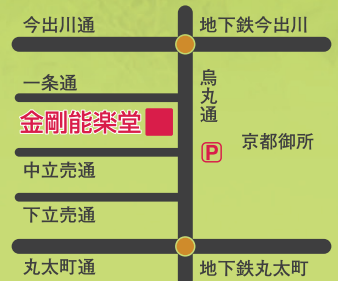 今出川通
地下鉄今出川
一条通
烏丸通
金剛能楽堂
P
京都御所
中立売通
下立売通
丸太町通
地下鉄丸太町